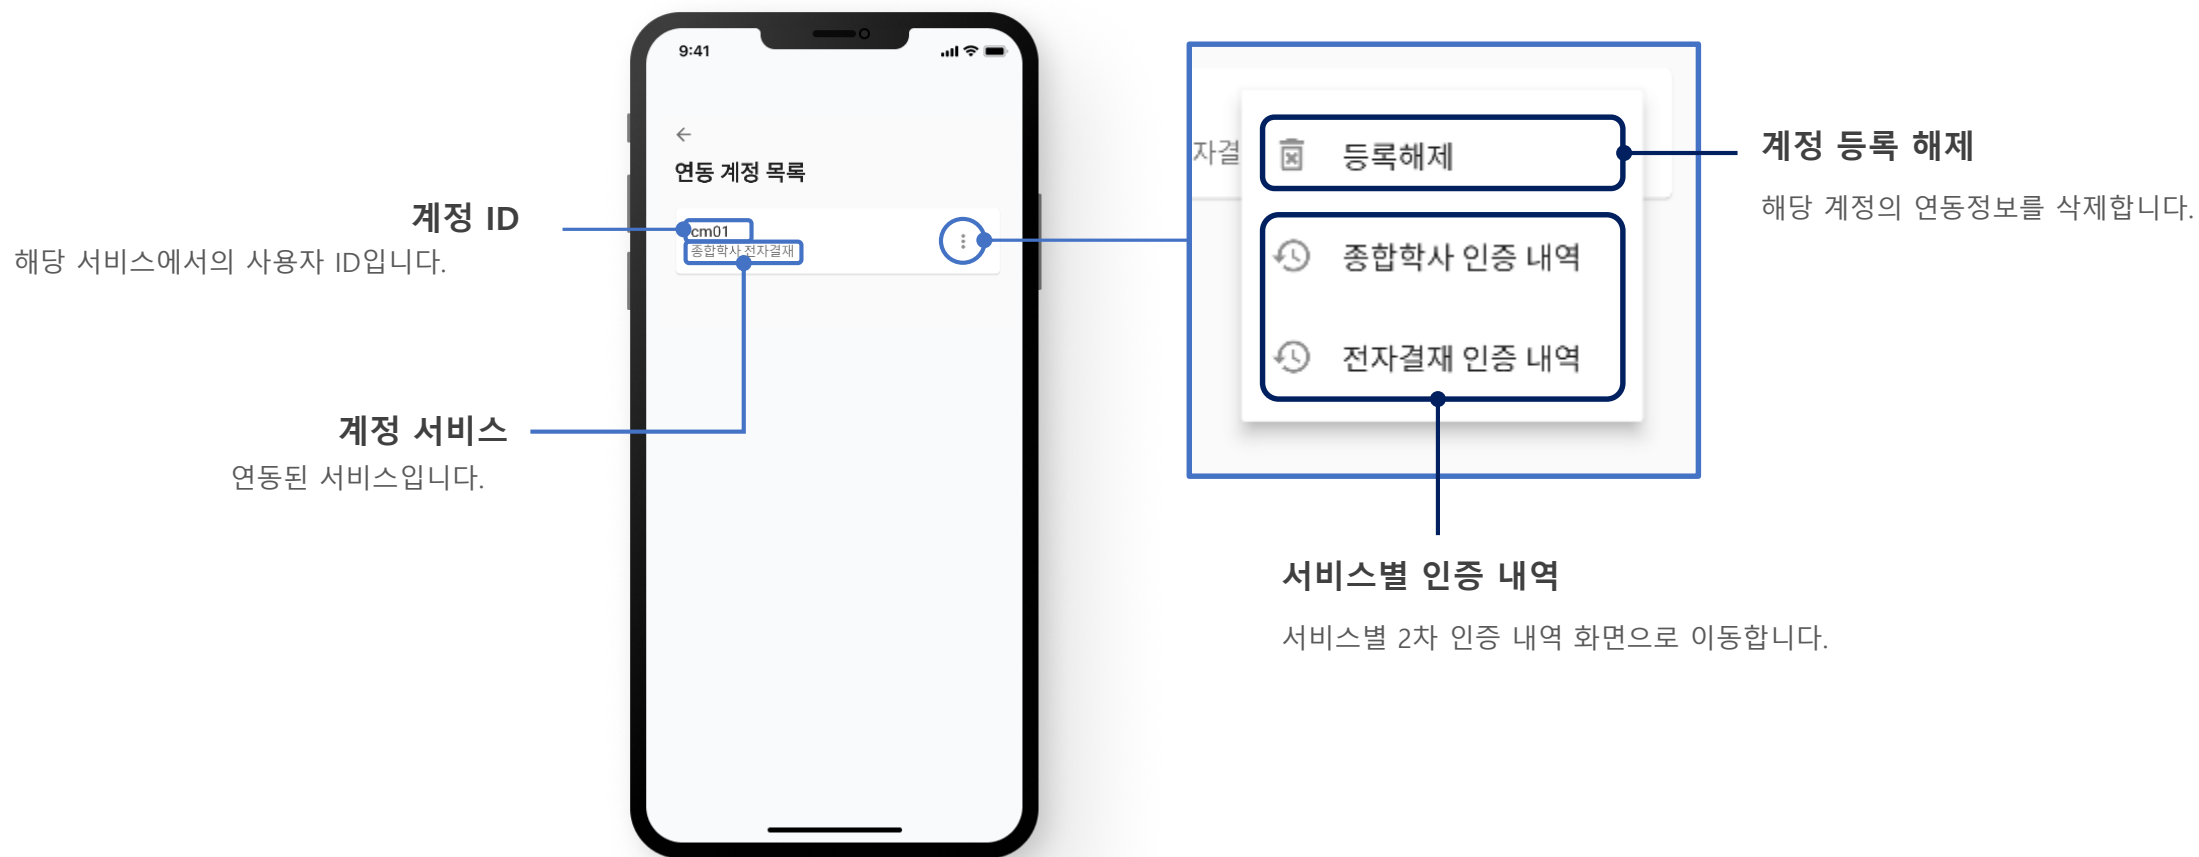 9:41
연동 계정 목록
cm01
종합학사 전자결재
계정 ID
해당 서비스에서의 사용자 ID입니다.
계정 서비스
연동된 서비스입니다.
자결
등록해제
종합학사 인증 내역
전자결재 인증 내역
계정 등록 해제
해당 계정의 연동정보를 삭제합니다.
서비스별 인증 내역
서비스별 2차 인증 내역 화면으로 이동합니다.